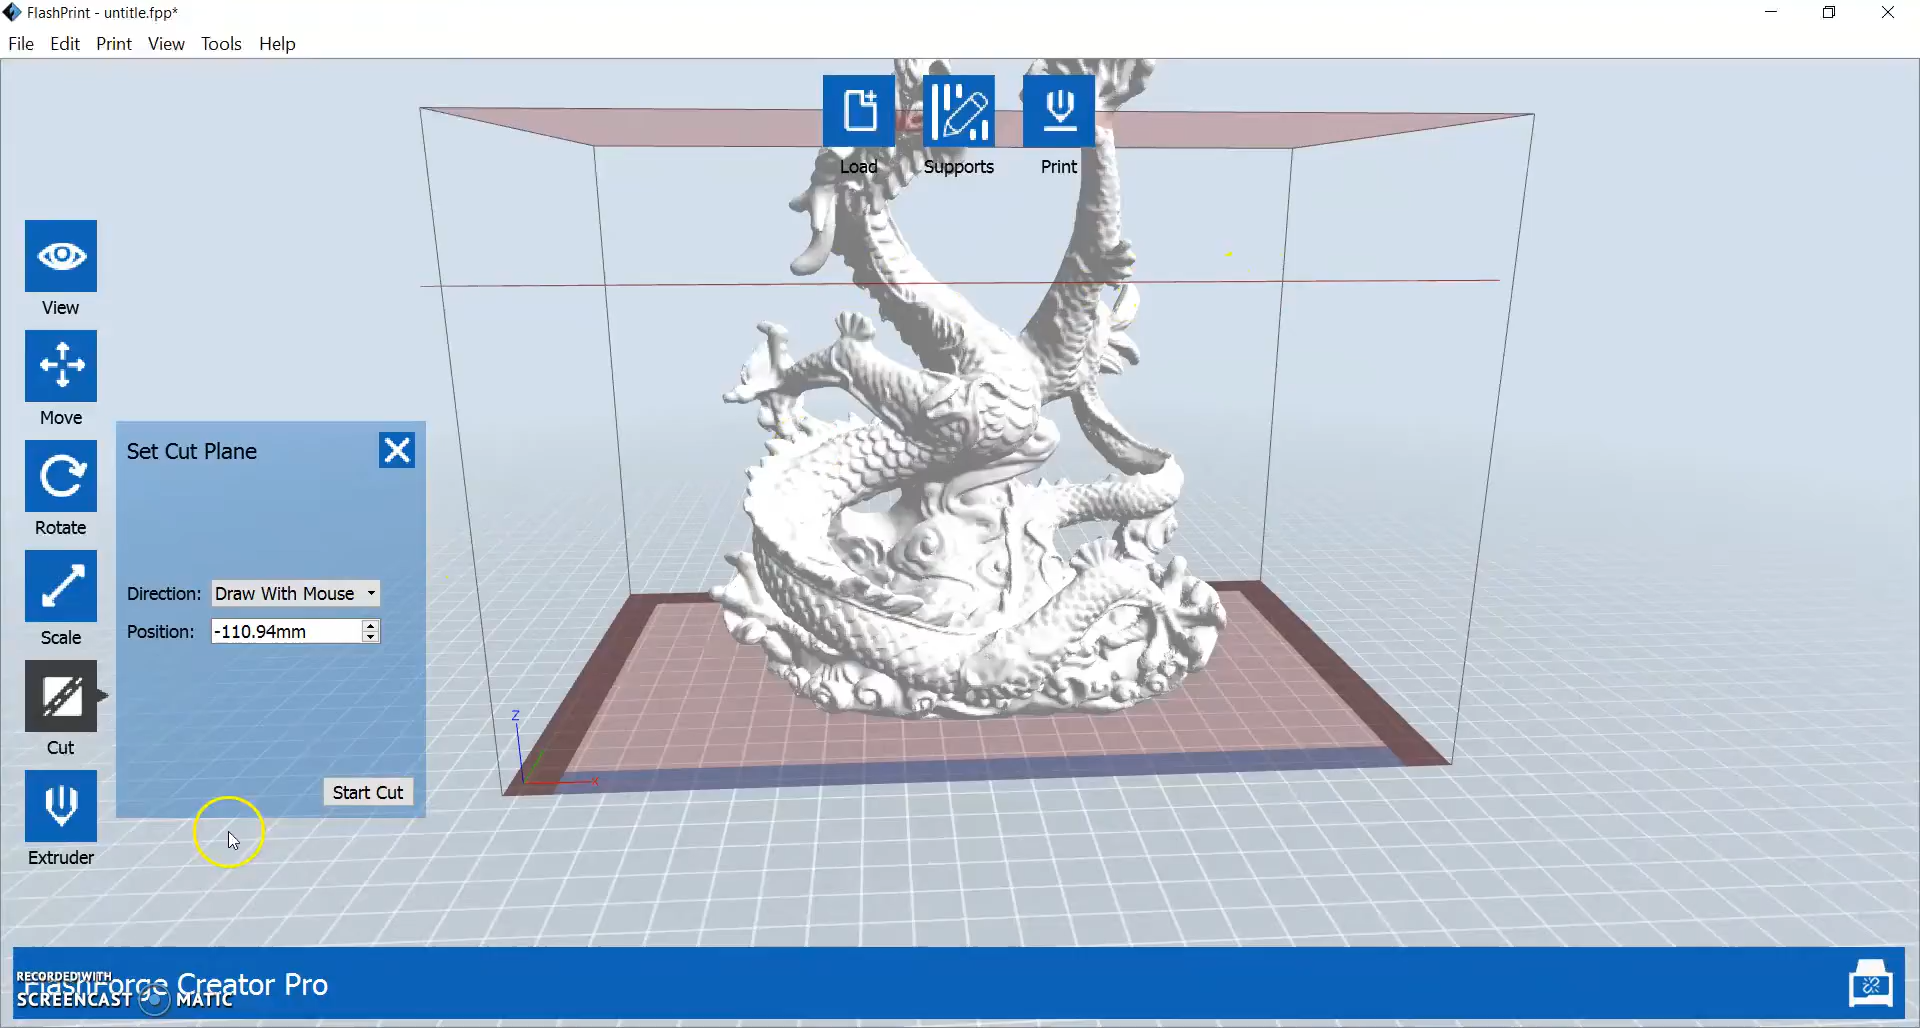 FlashPrint - untitle.fpp*
File Edit Print View Tools Help
Load Supports Print
View
Move
Rotate
Scale
Cut
Extruder
Set Cut Plane
Direction: Draw With Mouse
Position: -110.94mm
Start Cut
Z
X
FlashForge Creator Pro
RECORDED WITH
SCREENCAST MATIC